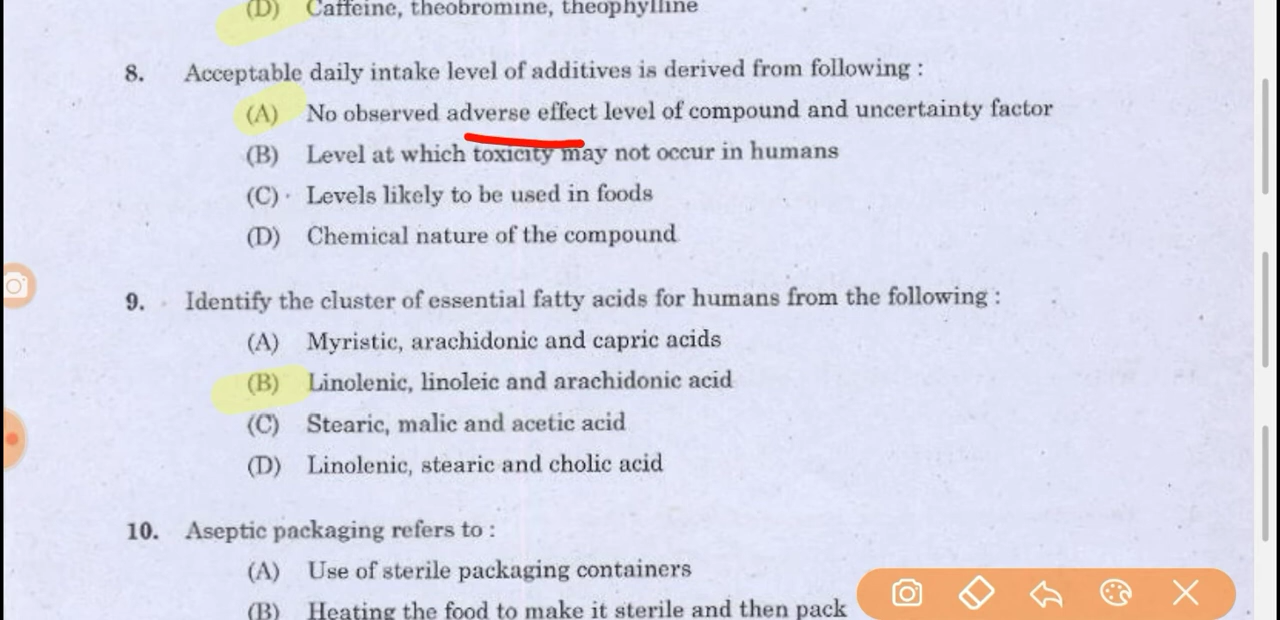 (D) Caffeine, theobromine, theophylline
8. Acceptable daily intake level of additives is derived from following :
(A) No observed adverse effect level of compound and uncertainty factor
(B) Level at which toxicity may not occur in humans
(C) Levels likely to be used in foods
(D) Chemical nature of the compound
9. Identify the cluster of essential fatty acids for humans from the following :
(A) Myristic, arachidonic and capric acids
(B) Linolenic, linoleic and arachidonic acid
(C) Stearic, malic and acetic acid
(D) Linolenic, stearic and cholic acid
10. Aseptic packaging refers to :
(A) Use of sterile packaging containers
(B) Heating the food to make it sterile and then pack